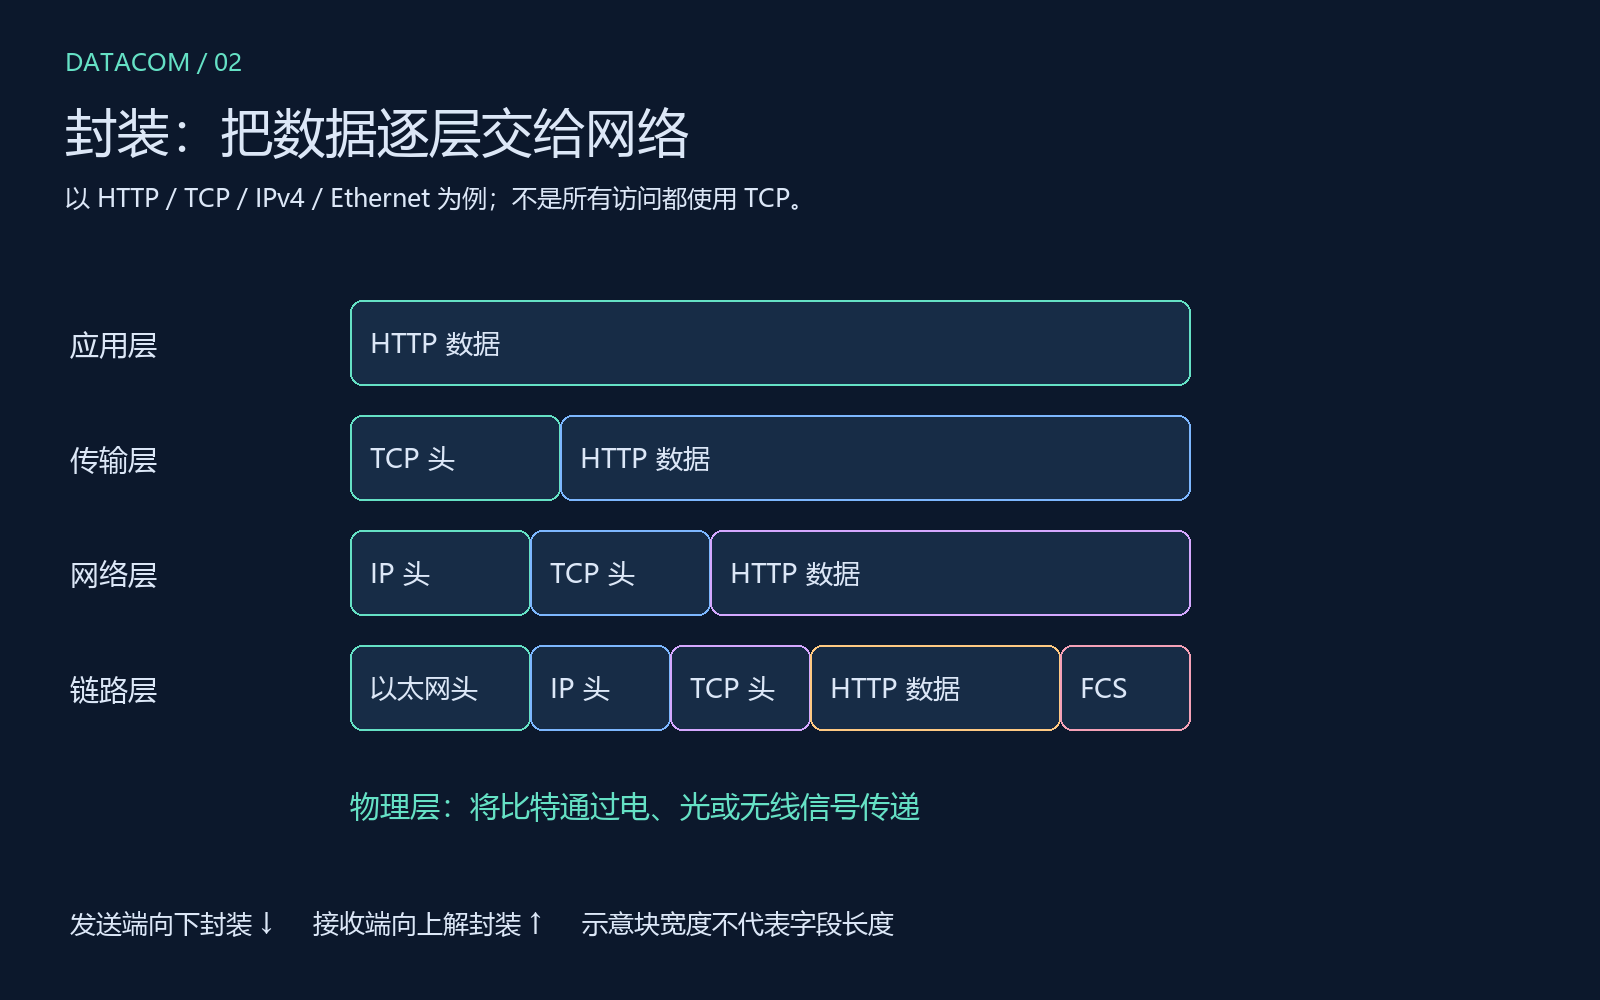 DATACOM / 02
封装：把数据逐层交给网络
以 HTTP / TCP / IPv4 / Ethernet 为例；不是所有访问都使用 TCP。
应用层 HTTP 数据
传输层 TCP 头 HTTP 数据
网络层 IP 头 TCP 头 HTTP 数据
链路层 以太网头 IP 头 TCP 头 HTTP 数据 FCS
物理层：将比特通过电、光或无线信号传递
发送端向下封装 ↓ 接收端向上解封装 ↑ 示意块宽度不代表字段长度